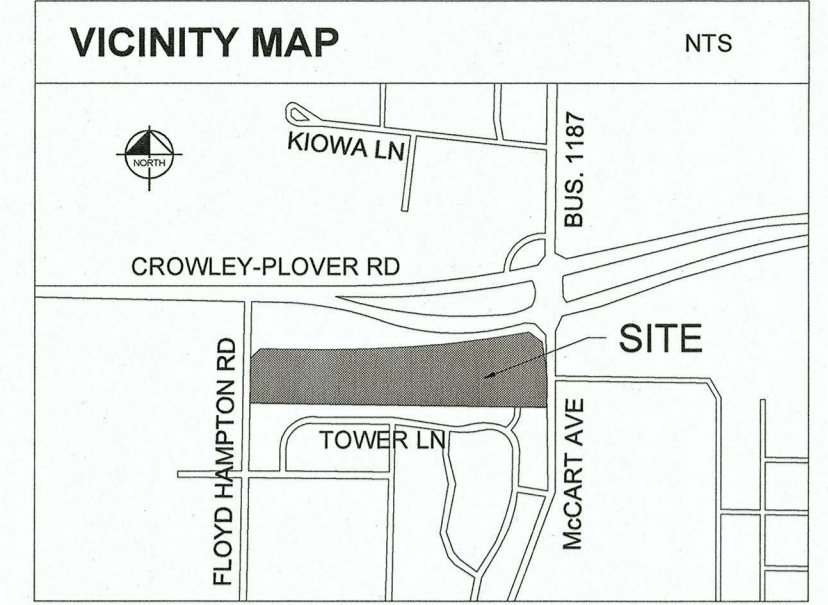 VICINITY MAP
NTS
NORTH
KIOWA LN
BUS. 1187
CROWLEY-PLOVER RD
SITE
FLOYD HAMPTON RD
TOWER LN
McCART AVE